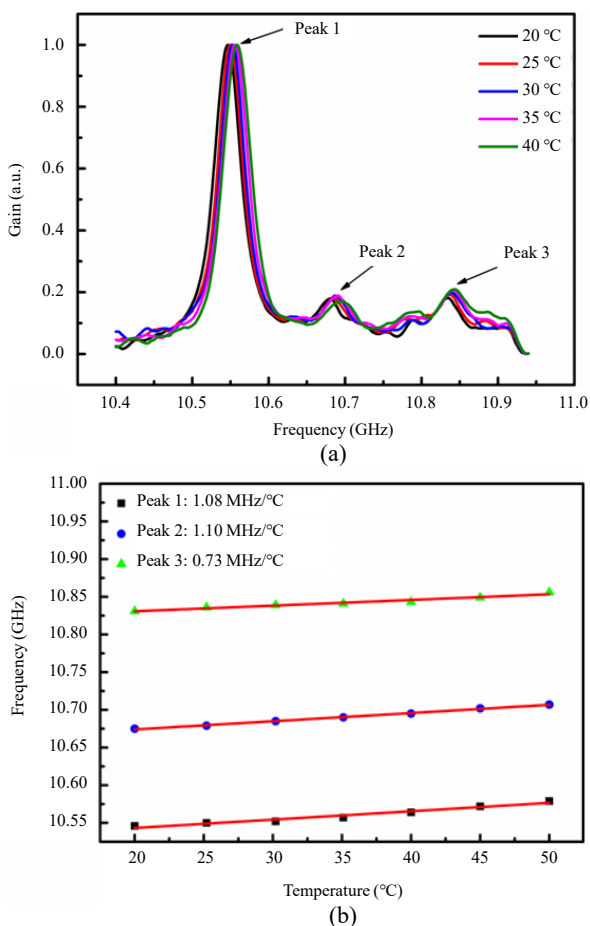 Peak 1
20 °C
25 °C
30 °C
35 °C
40 °C
Peak 2
Peak 3
Gain (a.u.)
1.0
0.8
0.6
0.4
0.2
0.0
10.4 10.5 10.6 10.7 10.8 10.9 11.0
Frequency (GHz)
(a)
Peak 1: 1.08 MHz/°C
Peak 2: 1.10 MHz/°C
Peak 3: 0.73 MHz/°C
Frequency (GHz)
11.00
10.95
10.90
10.85
10.80
10.75
10.70
10.65
10.60
10.55
20 25 30 35 40 45 50
Temperature (°C)
(b)